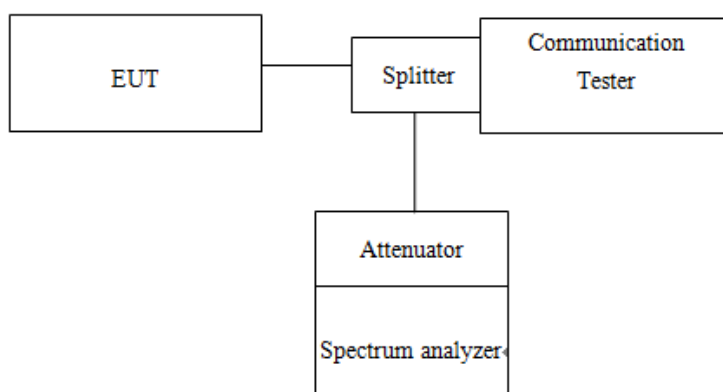 EUT
Splitter
Communication
Tester
Attenuator
Spectrum analyzer